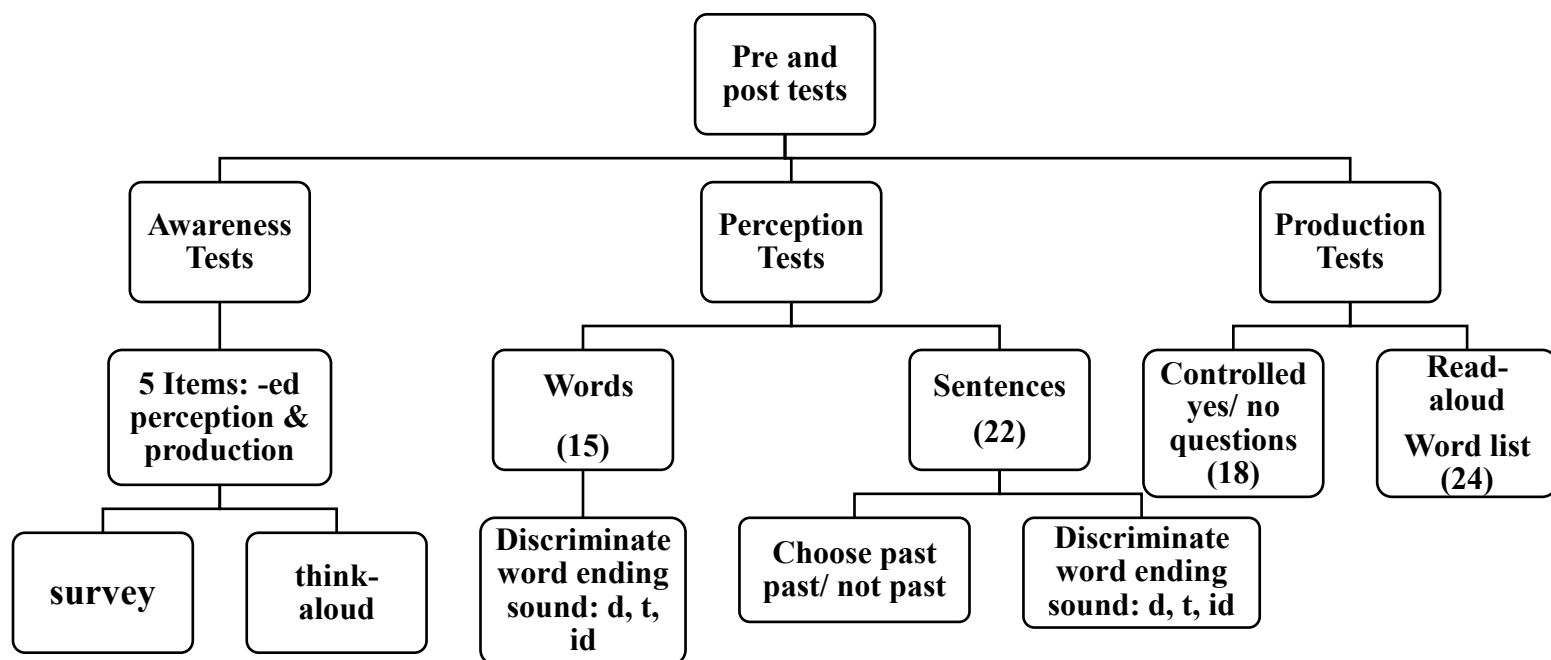 Pre and
post tests
Awareness
Tests
Perception
Tests
Production
Tests
5 Items: -ed
perception &
production
Words
(15)
Sentences
(22)
Controlled
yes/ no
questions
(18)
Read-
aloud
Word list
(24)
survey
think-
aloud
Discriminate
word ending
sound: d, t,
id
Choose past
past/ not past
Discriminate
word ending
sound: d, t, id